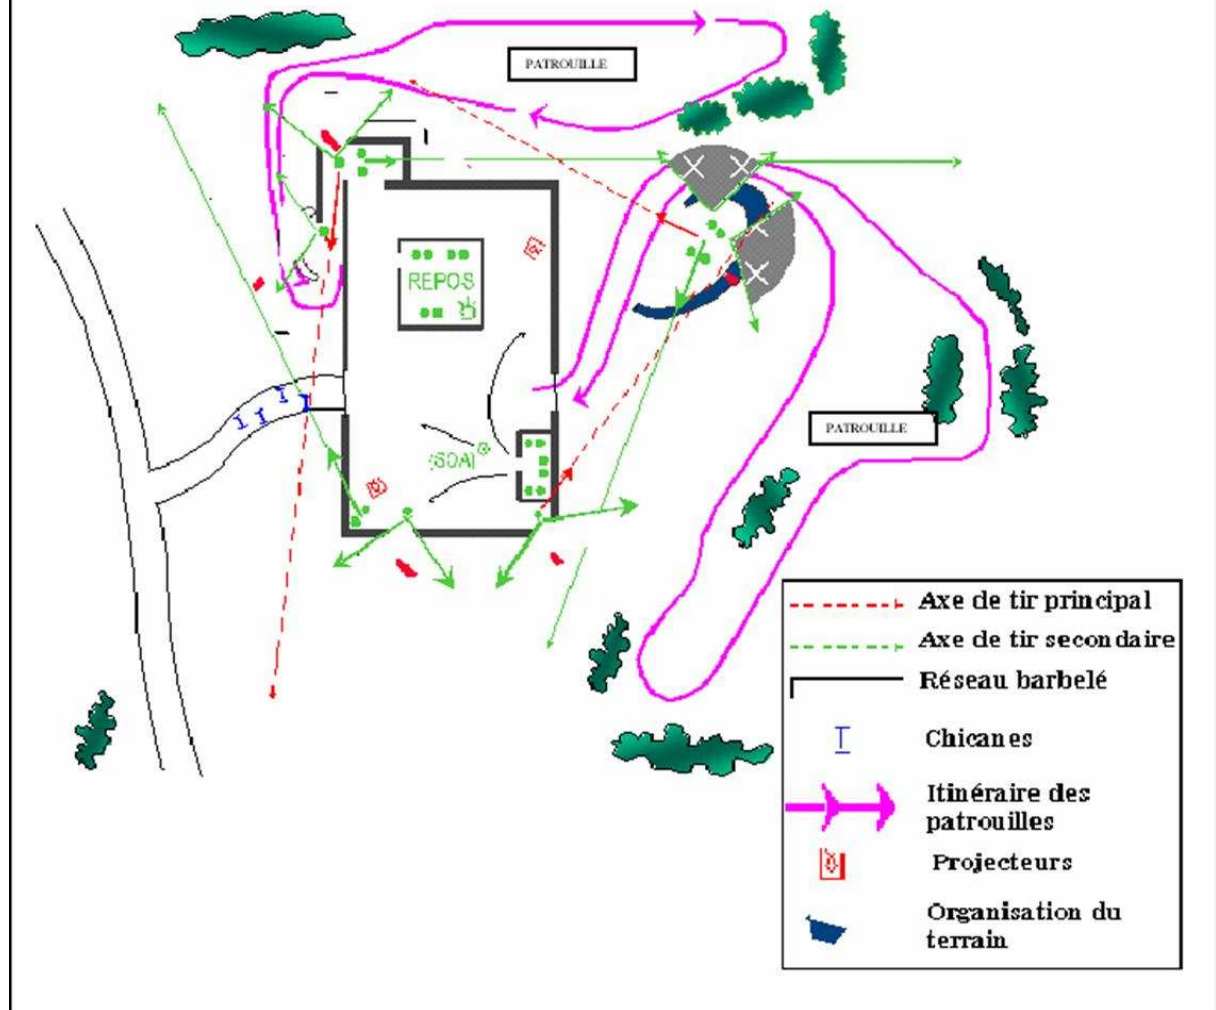 PATROUILLE
REPOS
PATROUILLE
(SOA)
Axe de tir principal
Axe de tir secondaire
Réseau barbelé
Chicanes
Itinéraire des
patrouilles
Projecteurs
Organisation du
terrain